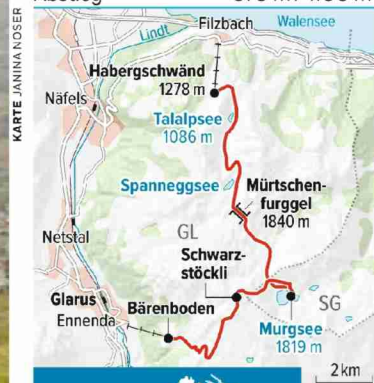 Filzbach
Walensee
Lindt
Habergschwänd
1278 m
Näfels
Talalpsee
1086 m
Spanneggsee
Mürtschen-
furggel
1840 m
GL
Netstal
Schwarz-
stöckli
SG
Glarus
Ennenda
Bärenboden
Murgsee
1819 m
2 km
KARTE JANINA NOSER